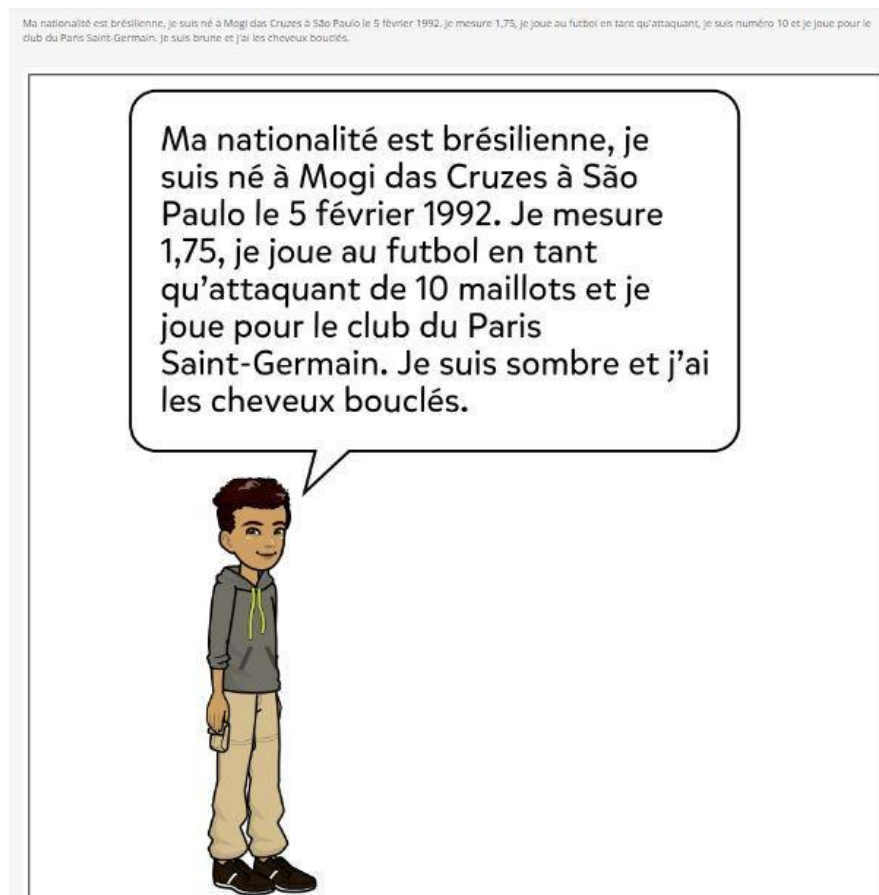 Ma nationalité est brésilienne, je suis né à Mogi das Cruzes à São Paulo le 5 février 1992. Je mesure 1,75, je joue au futbol en tant qu'attaquant, je suis numéro 10 et je joue pour le
club du Paris Saint-Germain. Je suis brune et j'ai les cheveux bouclés.
Ma nationalité est brésilienne, je
suis né à Mogi das Cruzes à São
Paulo le 5 février 1992. Je mesure
1,75, je joue au futbol en tant
qu’attaquant de 10 maillots et je
joue pour le club du Paris
Saint-Germain. Je suis sombre et j’ai
les cheveux bouclés.